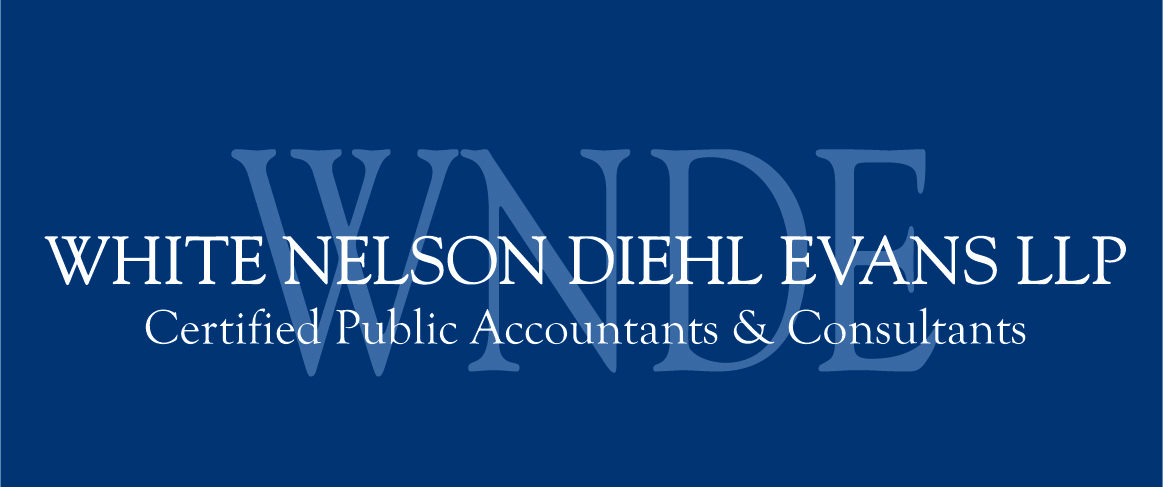 WNDE
WHITE NELSON DIEHL EVANS LLP
Certified Public Accountants & Consultants